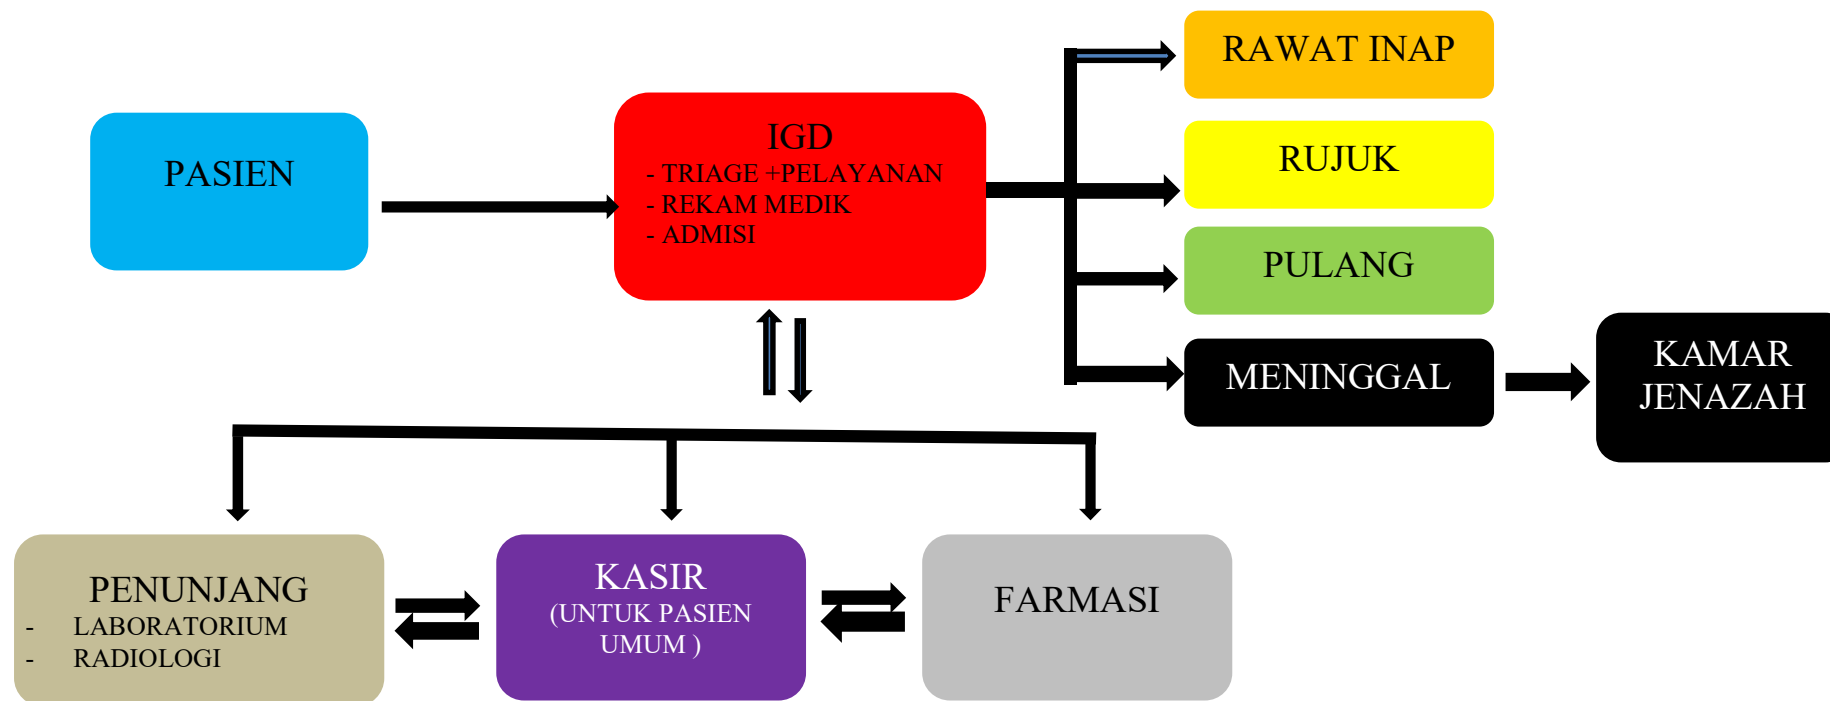 PASIEN
IGD
- TRIAGE +PELAYANAN
- REKAM MEDIK
- ADMISI
RAWAT INAP
RUJUK
PULANG
MENINGGAL
KAMAR
JENAZAH
PENUNJANG
- LABORATORIUM
- RADIOLOGI
KASIR
(UNTUK PASIEN
UMUM )
FARMASI